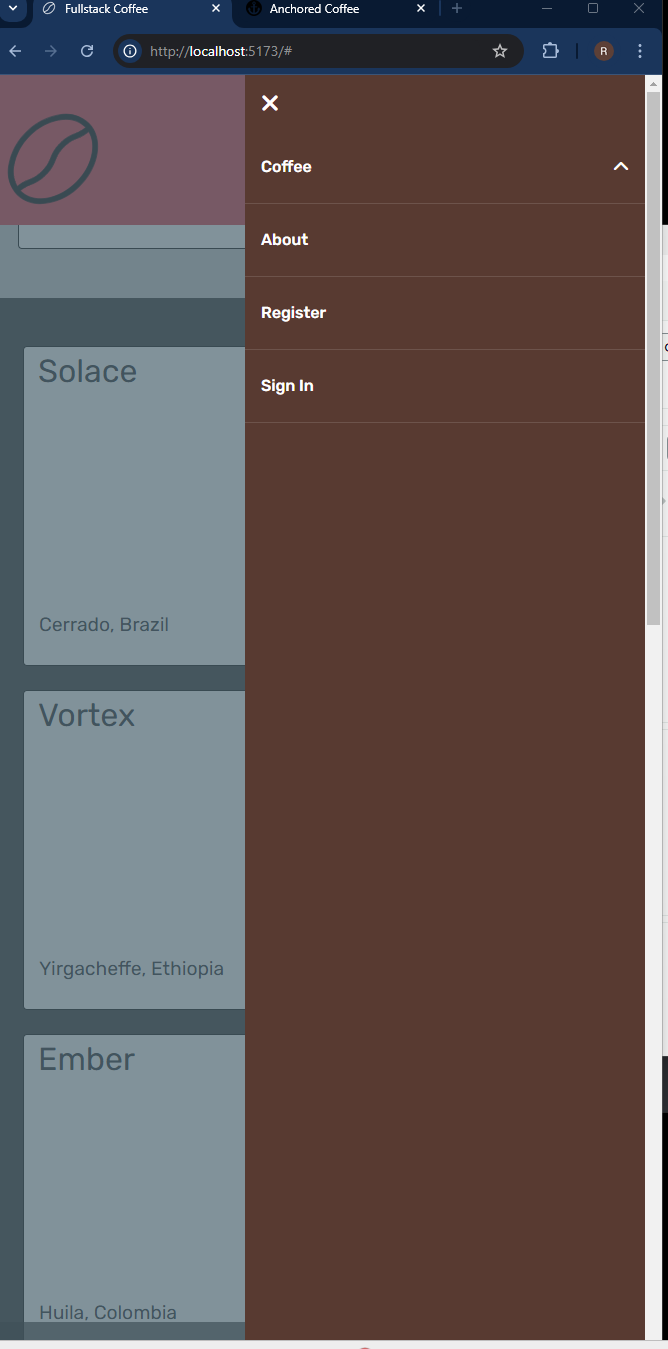 Fullstack Coffee
Anchored Coffee
http://localhost:5173/#
R
Coffee
About
Register
Sign In
Solace
Cerrado, Brazil
Vortex
Yirgacheffe, Ethiopia
Ember
Huila, Colombia